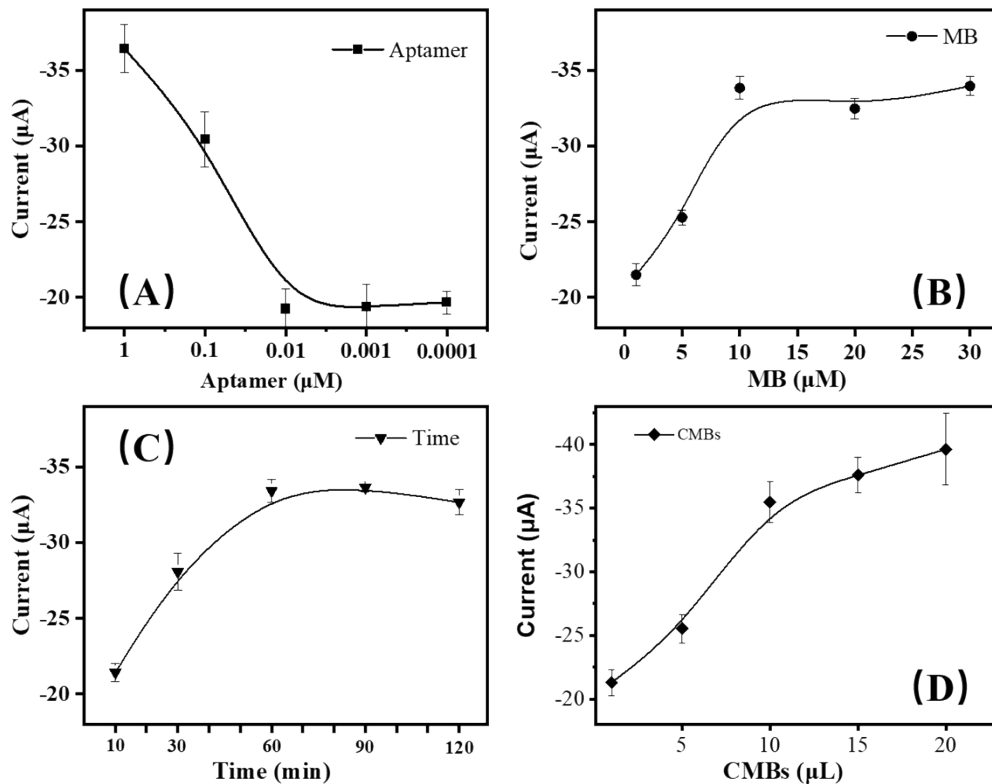 Aptamer
-35
-30
-25
-20
Current (µA)
(A)
1 0.1 0.01 0.001 0.0001
Aptamer (µM)
MB
-35
-30
-25
-20
Current (µA)
(B)
0 5 10 15 20 25 30
MB (µM)
(C)
Time
-35
-30
-25
-20
Current (µA)
10 30 60 90 120
Time (min)
CMBs
-40
-35
-30
-25
-20
Current (µA)
(D)
5 10 15 20
CMBs (µL)